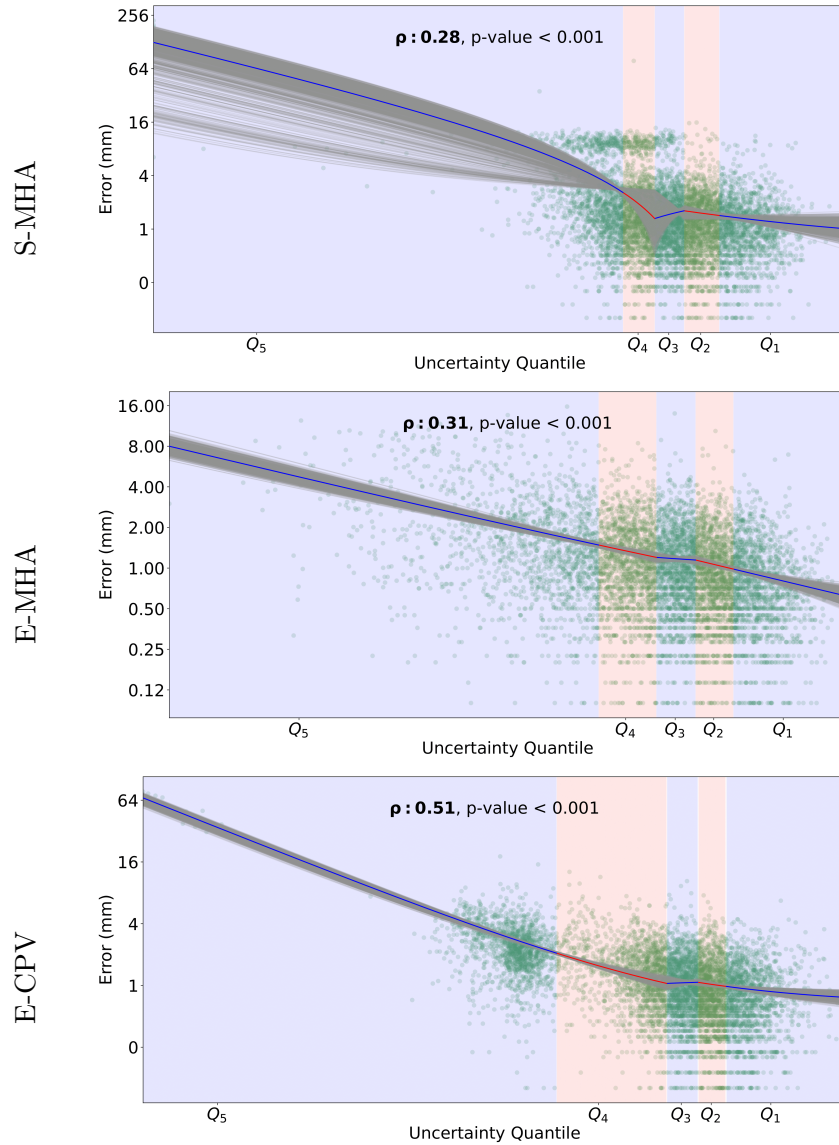 S-MHA
Error (mm)
256
64
16
4
1
0
ρ : 0.28, p-value < 0.001
Q5 Q4 Q3 Q2 Q1
Uncertainty Quantile
E-MHA
Error (mm)
16.00
8.00
4.00
2.00
1.00
0.50
0.25
0.12
ρ : 0.31, p-value < 0.001
Q5 Q4 Q3 Q2 Q1
Uncertainty Quantile
E-CPV
Error (mm)
64
16
4
1
0
ρ : 0.51, p-value < 0.001
Q5 Q4 Q3 Q2 Q1
Uncertainty Quantile